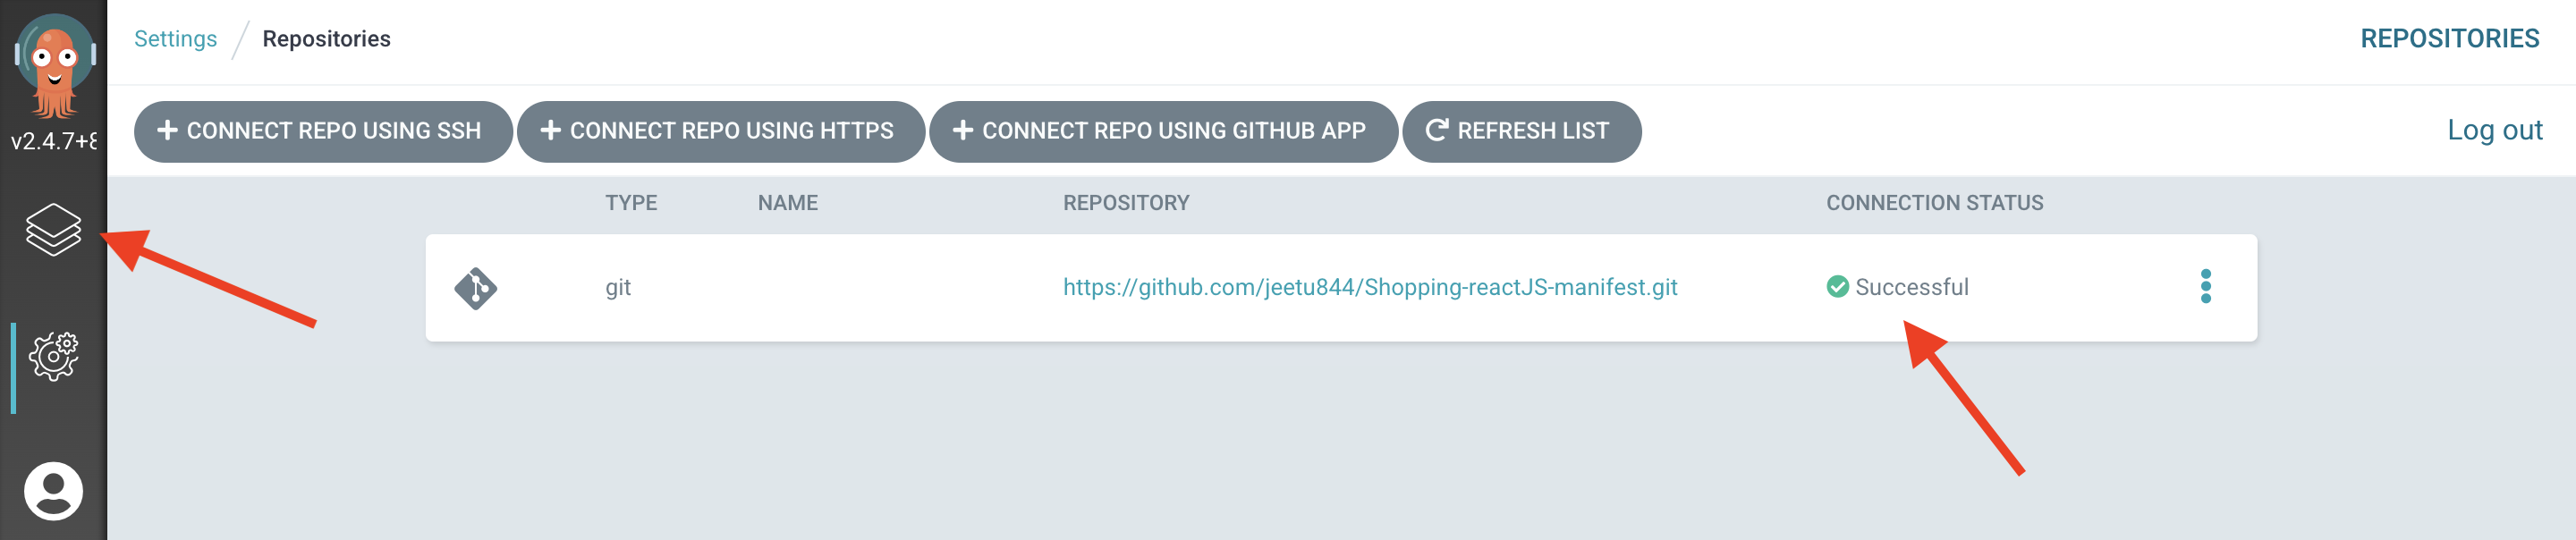 Settings / Repositories
REPOSITORIES
v2.4.7+8
+ CONNECT REPO USING SSH
+ CONNECT REPO USING HTTPS
+ CONNECT REPO USING GITHUB APP
REFRESH LIST
Log out
TYPE NAME REPOSITORY CONNECTION STATUS
git https://github.com/jeetu844/Shopping-reactJS-manifest.git Successful